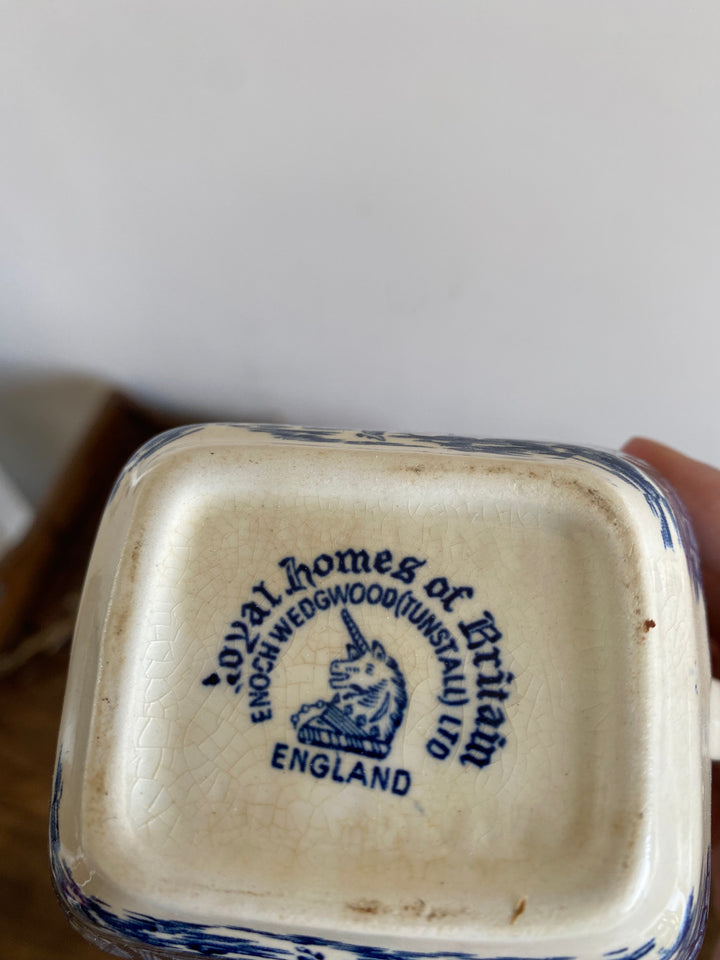 Royal Homes of Britain
ENOCH WEDGWOOD (TUNSTALL) LTD
ENGLAND